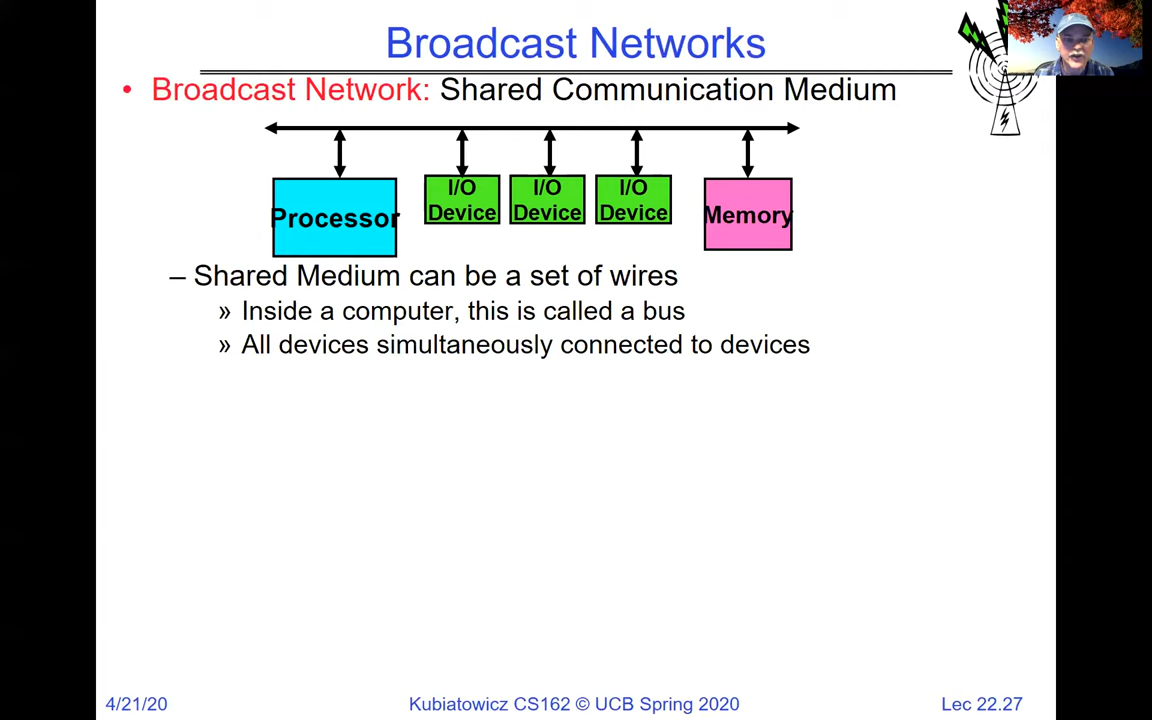 Broadcast Networks
• Broadcast Network: Shared Communication Medium
Processor
I/O
Device
I/O
Device
I/O
Device
Memory
– Shared Medium can be a set of wires
» Inside a computer, this is called a bus
» All devices simultaneously connected to devices
4/21/20
Kubiatowicz CS162 © UCB Spring 2020
Lec 22.27